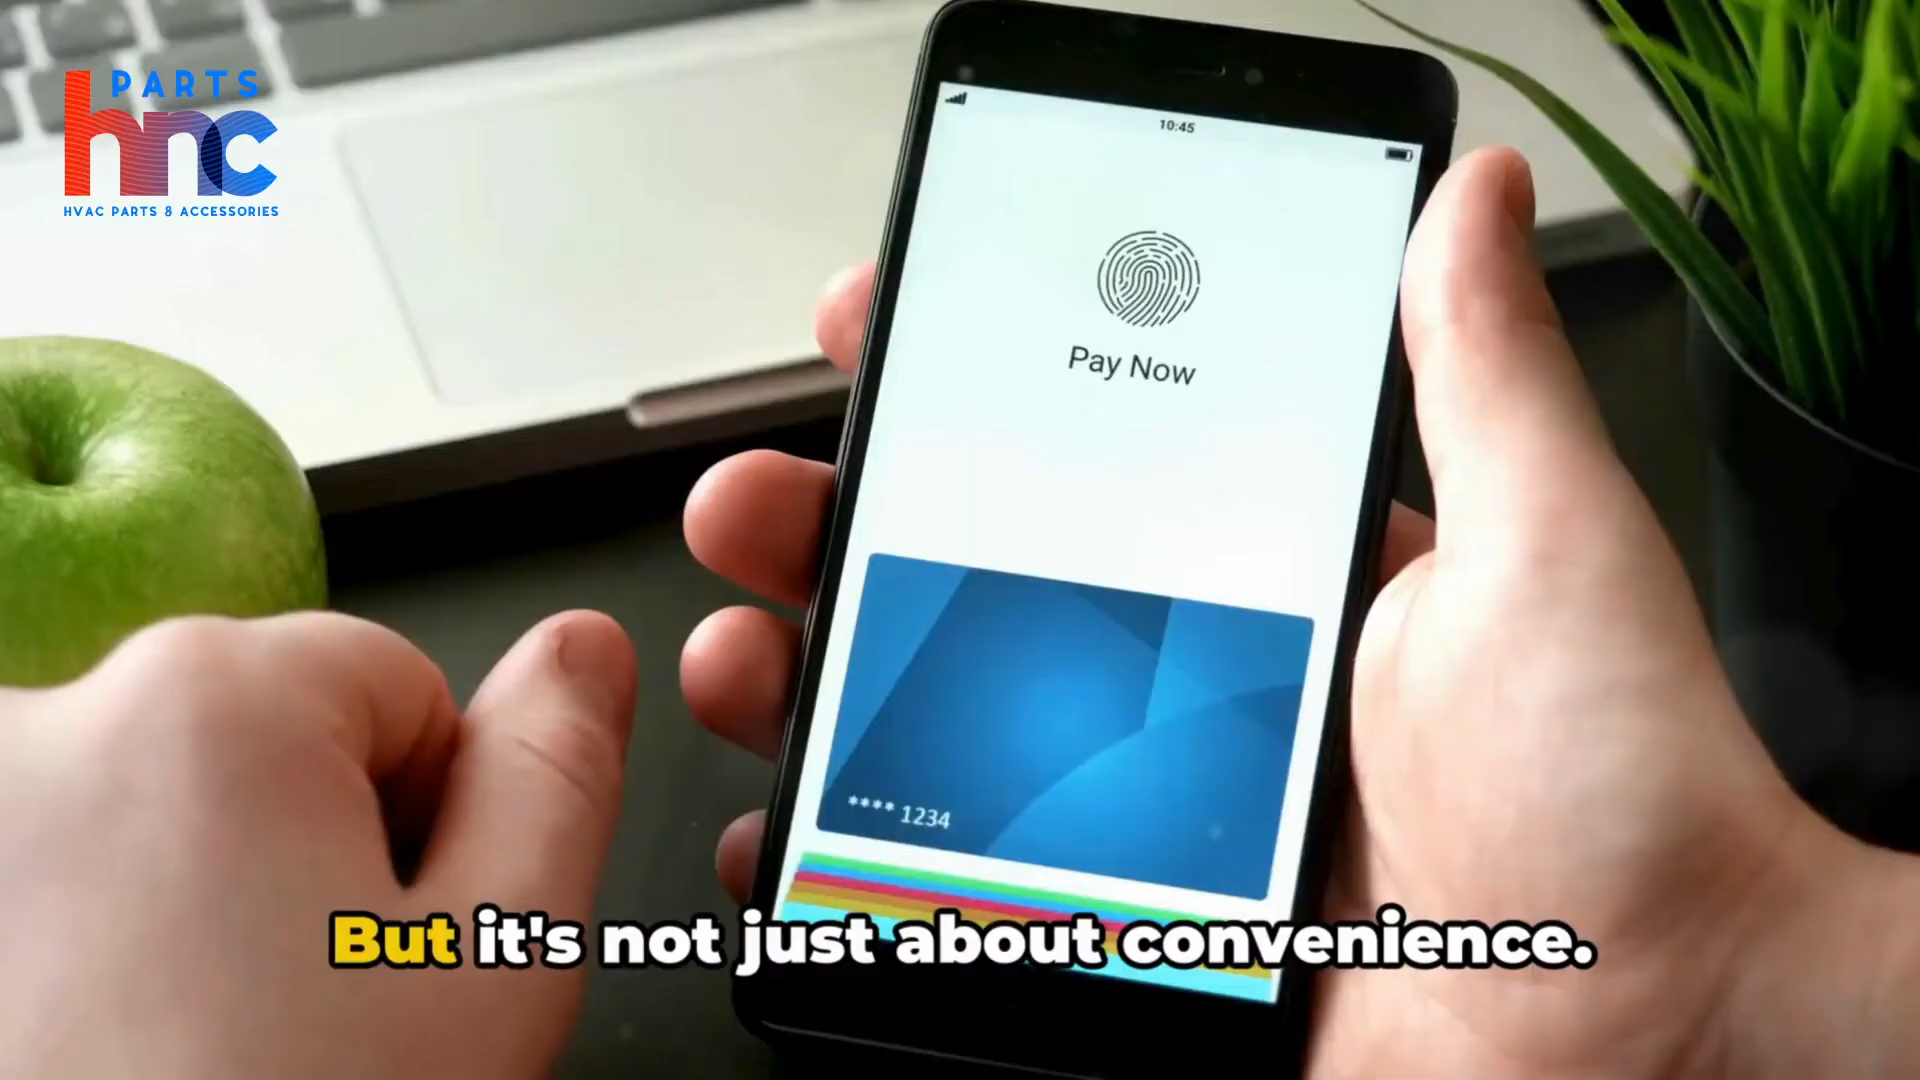 PARTS
hnc
HVAC PARTS & ACCESSORIES
10:45
Pay Now
**** 1234
But it's not just about convenience.